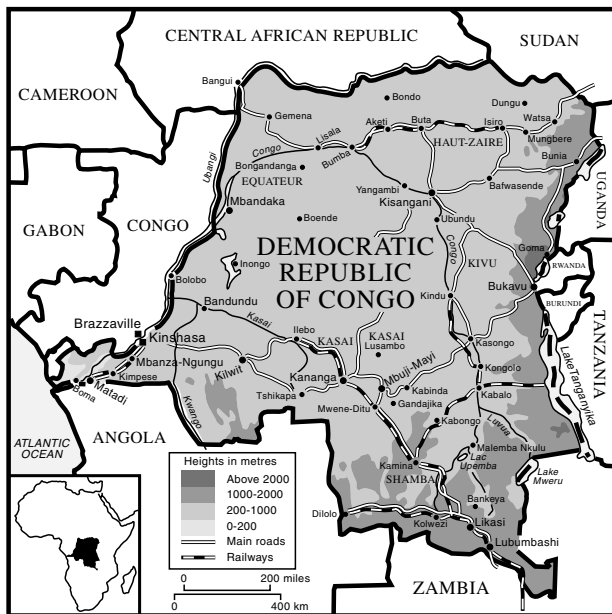 CENTRAL AFRICAN REPUBLIC
SUDAN
CAMEROON
Bangui
Bondo
Dungu
Gemena
Aketi
Buta
Isiro
Watsa
Lisala
Mungbere
Congo
Bumba
HAUT-ZAIRE
Ubangi
Bongandanga
Bunia
EQUATEUR
Yangambi
Bafwasende
UGANDA
Mbandaka
Kisangani
CONGO
Boende
Ubundu
GABON
DEMOCRATIC
REPUBLIC
OF CONGO
Congo
Goma
Inongo
KIVU
RWANDA
Bolobo
Bukavu
Bandundu
Kindu
BURUNDI
Brazzaville
Kasai
Ilebo
Kinshasa
KASAI
KASAI
Lusambo
Kasongo
TANZANIA
Mbanza-Ngungu
Kilwit
Mbuji-Mayi
Kongolo
Lake Tanganyika
Kimpese
Kananga
Boma
Matadi
Tshikapa
Kabinda
Kabalo
Kwango
Mwene-Ditu
Gandajika
Luvua
ATLANTIC
OCEAN
ANGOLA
Kabongo
Malemba Nkulu
Lac
Upemba
Kamina
SHAMBA
Lake
Mweru
Bankeya
Dilolo
Kolwezi
Likasi
Lubumbashi
ZAMBIA
Heights in metres
Above 2000
1000-2000
200-1000
0-200
Main roads
Railways
0 200 miles
0 400 km